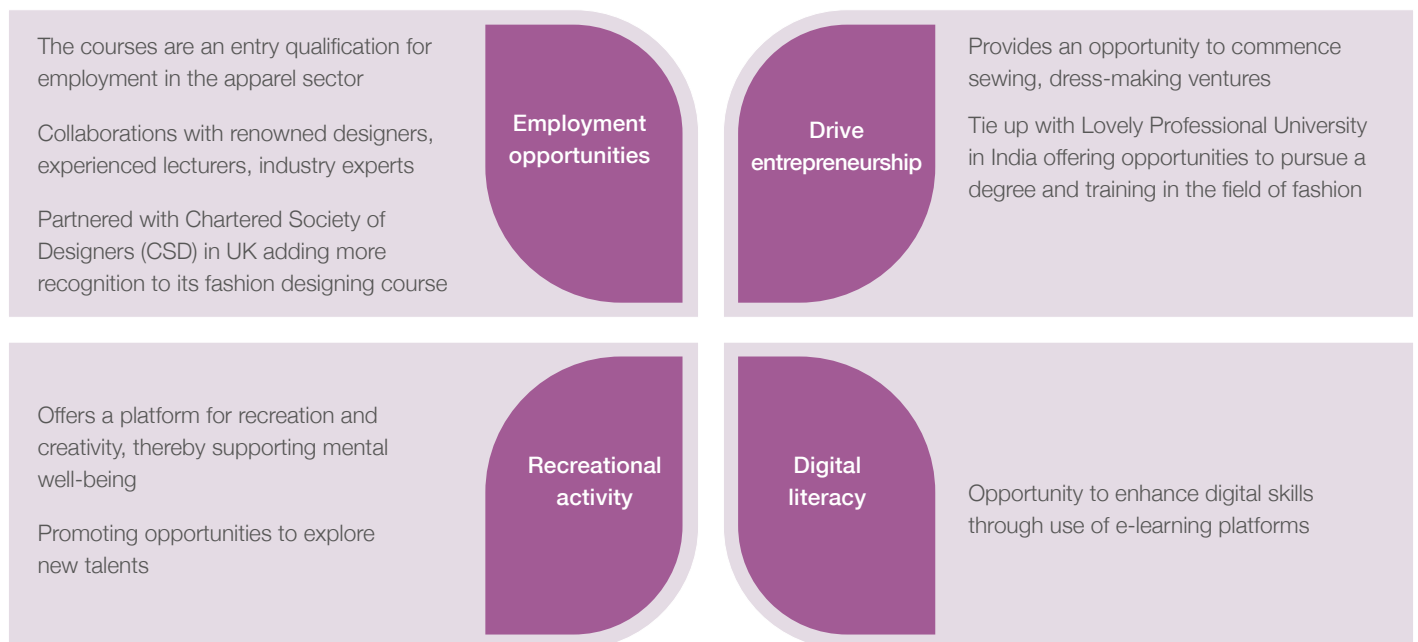 The courses are an entry qualification for
employment in the apparel sector
Collaborations with renowned designers,
experienced lecturers, industry experts
Partnered with Chartered Society of
Designers (CSD) in UK adding more
recognition to its fashion designing course
Employment
opportunities
Drive
entrepreneurship
Provides an opportunity to commence
sewing, dress-making ventures
Tie up with Lovely Professional University
in India offering opportunities to pursue a
degree and training in the field of fashion
Offers a platform for recreation and
creativity, thereby supporting mental
well-being
Promoting opportunities to explore
new talents
Recreational
activity
Digital
literacy
Opportunity to enhance digital skills
through use of e-learning platforms